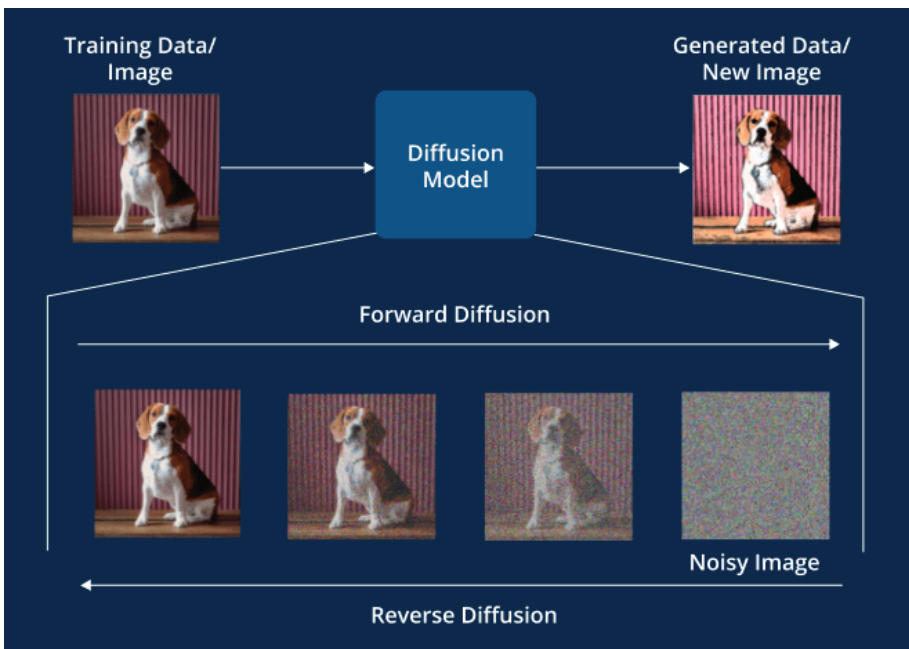 Training Data/
Image
Generated Data/
New Image
Diffusion
Model
Forward Diffusion
Noisy Image
Reverse Diffusion